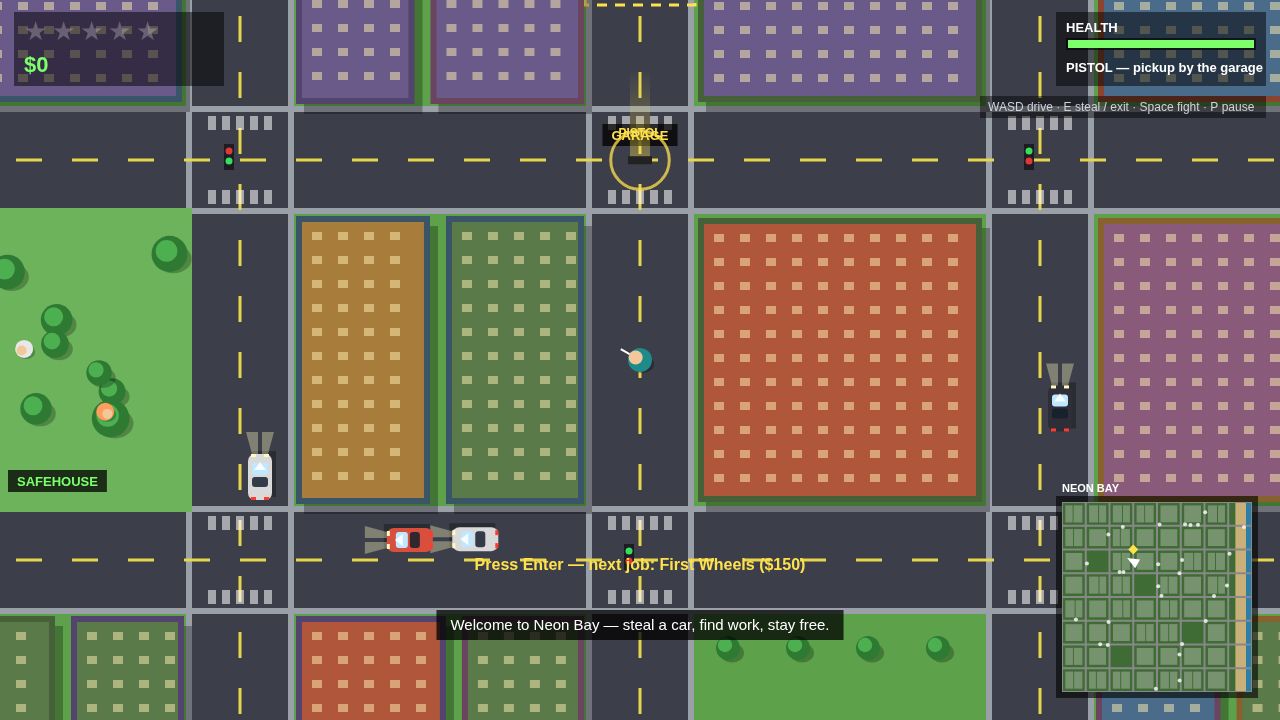 $0
HEALTH
PISTOL — pickup by the garage
WASD drive · E steal / exit · Space fight · P pause
PISTOL
GARAGE
SAFEHOUSE
NEON BAY
Press Enter — next job: First Wheels ($150)
Welcome to Neon Bay — steal a car, find work, stay free.